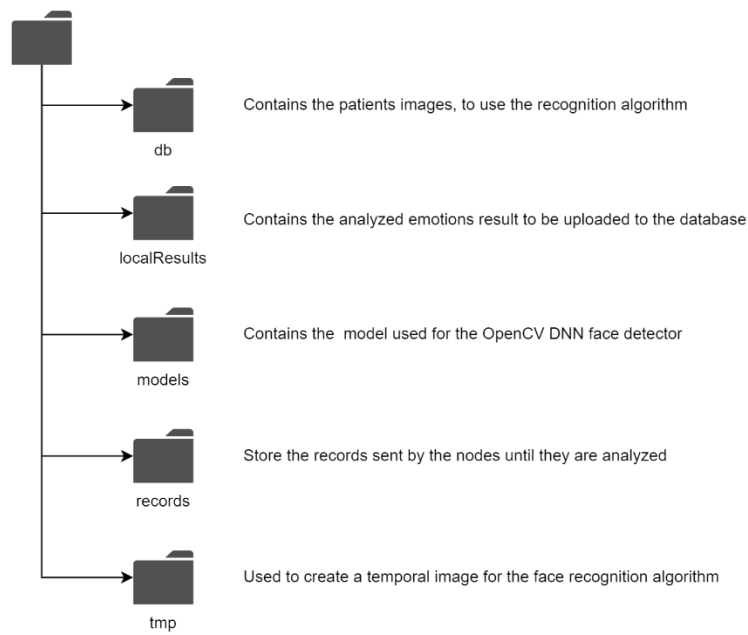 Contains the patients images, to use the recognition algorithm
db
Contains the analyzed emotions result to be uploaded to the database
localResults
Contains the  model used for the OpenCV DNN face detector
models
Store the records sent by the nodes until they are analyzed
records
Used to create a temporal image for the face recognition algorithm
tmp